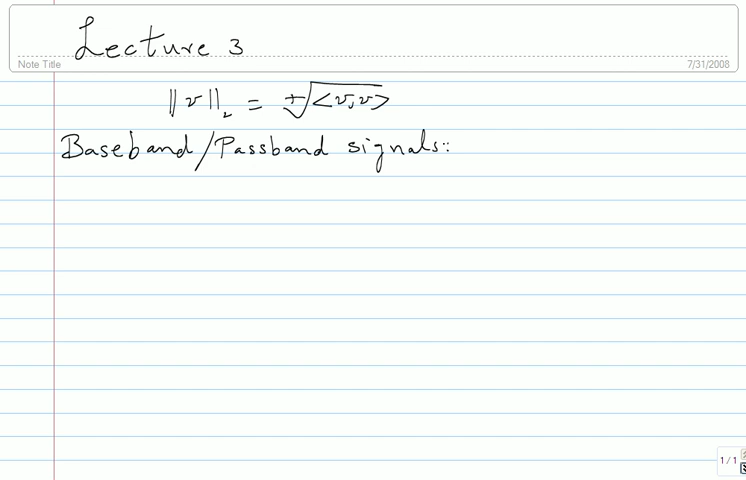 Lecture 3
Note Title
7/31/2008
||v||₂ = +√<v,v>
Baseband/Passband signals::
1/1